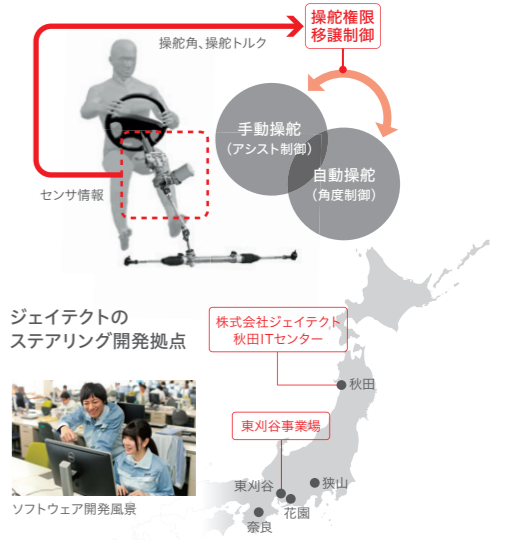 操舵権限
移譲制御
操舵角、操舵トルク
手動操舵
（アシスト制御）
自動操舵
（角度制御）
センサ情報
ジェイテクトの
ステアリング開発拠点
株式会社ジェイテクト
秋田ITセンター
秋田
東刈谷事業場
東刈谷
狭山
花園
奈良
ソフトウェア開発風景